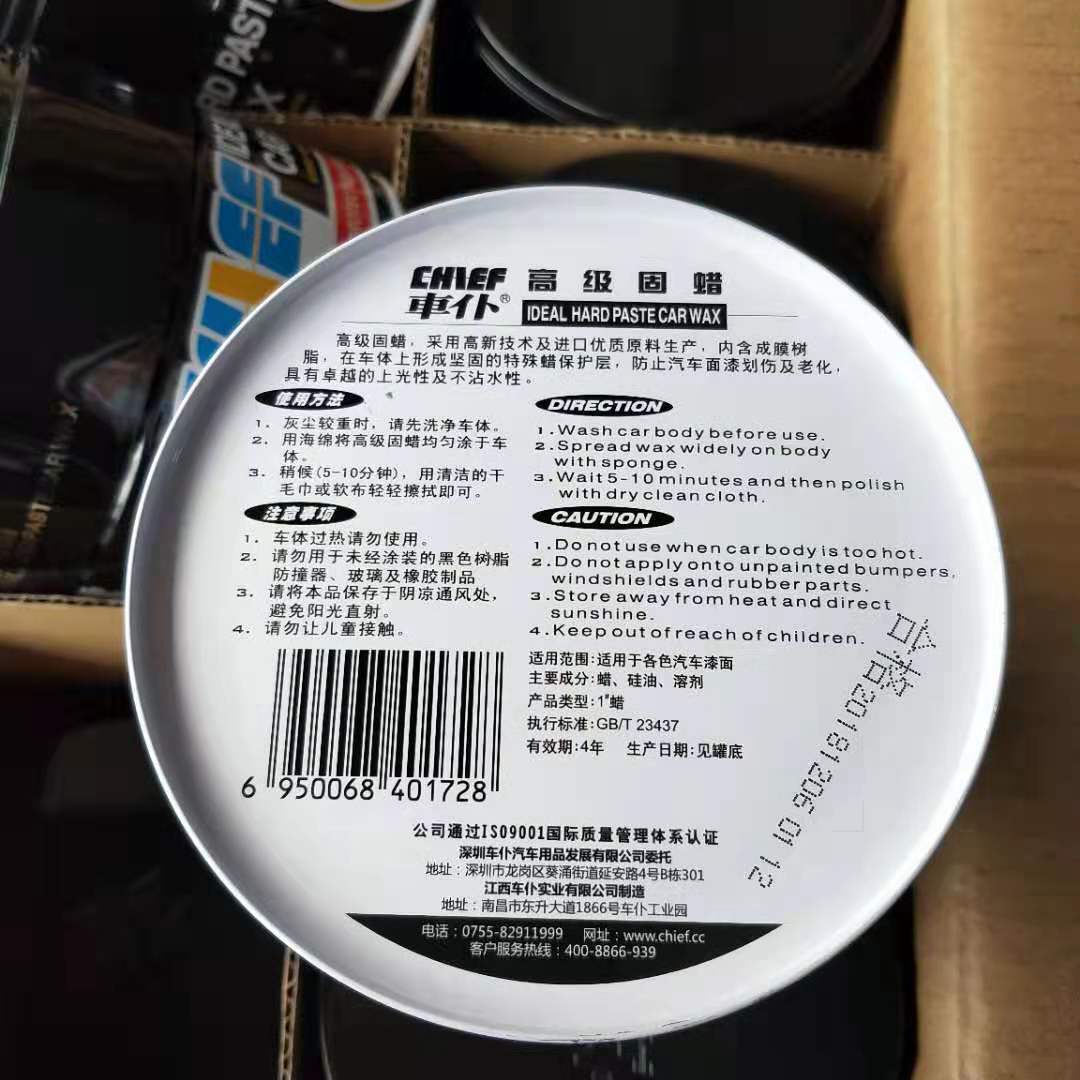 RD PASTE
CHIEF
車仆®
高级固蜡
IDEAL HARD PASTE CAR WAX
高级固蜡，采用高新技术及进口优质原料生产，内含成膜树
脂，在车体上形成坚固的特殊蜡保护层，防止汽车面漆划伤及老化，
具有卓越的上光性及不沾水性。
使用方法
1. 灰尘较重时，请先洗净车体。
2. 用海绵将高级固蜡均匀涂于车
体。
3. 稍候(5-10分钟)，用清洁的干
毛巾或软布轻轻擦拭即可。
注意事项
1. 车体过热请勿使用。
2. 请勿用于未经涂装的黑色树脂
防撞器、玻璃及橡胶制品
3. 请将本品保存于阴凉通风处，
避免阳光直射。
4. 请勿让儿童接触。
DIRECTION
1.Wash car body before use.
2.Spread wax widely on body
with sponge.
3.Wait 5-10 minutes and then polish
with dry clean cloth.
CAUTION
1.Do not use when car body is too hot.
2.Do not apply onto unpainted bumpers,
windshields and rubber parts.
3.Store away from heat and direct
sunshine.
4.Keep out of reach of children.
适用范围:适用于各色汽车漆面
主要成分:蜡、硅油、溶剂
产品类型:1#蜡
执行标准:GB/T 23437
有效期:4年 生产日期:见罐底
合格20181206 01 12
6 950068 401728
公司通过ISO9001国际质量管理体系认证
深圳车仆汽车用品发展有限公司委托
地址：深圳市龙岗区葵涌街道延安路4号B栋301
江西车仆实业有限公司制造
地址：南昌市东升大道1866号车仆工业园
电话：0755-82911999 网址：www.chief.cc
客户服务热线：400-8866-939